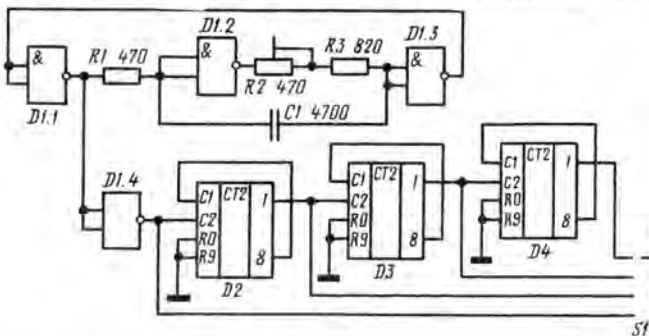 D1.2
D1.3
R1 470
R3 820
&
&
&
R2 470
C1 4700
D1.1
D1.4
C1 CT2 1
C2
R0
R9 8
D2
C1 CT2 1
C2
R0
R9 8
D3
C1 CT2 1
C2
R0
R9 8
D4
S1